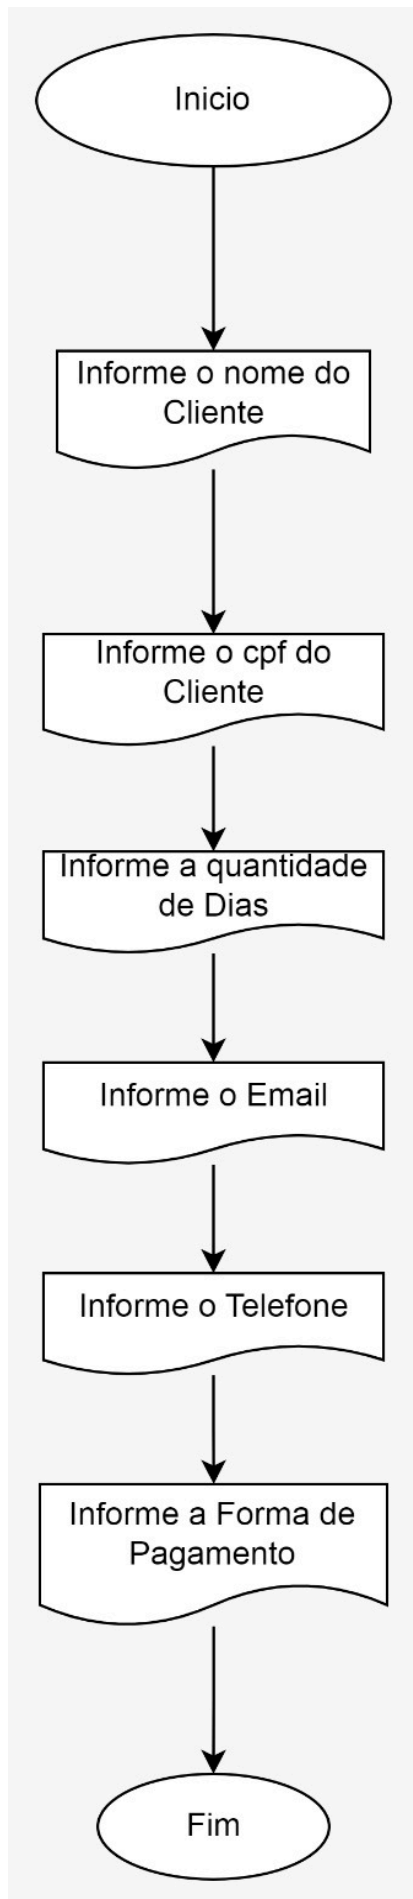 Inicio
Informe o nome do
Cliente
Informe o cpf do
Cliente
Informe a quantidade
de Dias
Informe o Email
Informe o Telefone
Informe a Forma de
Pagamento
Fim